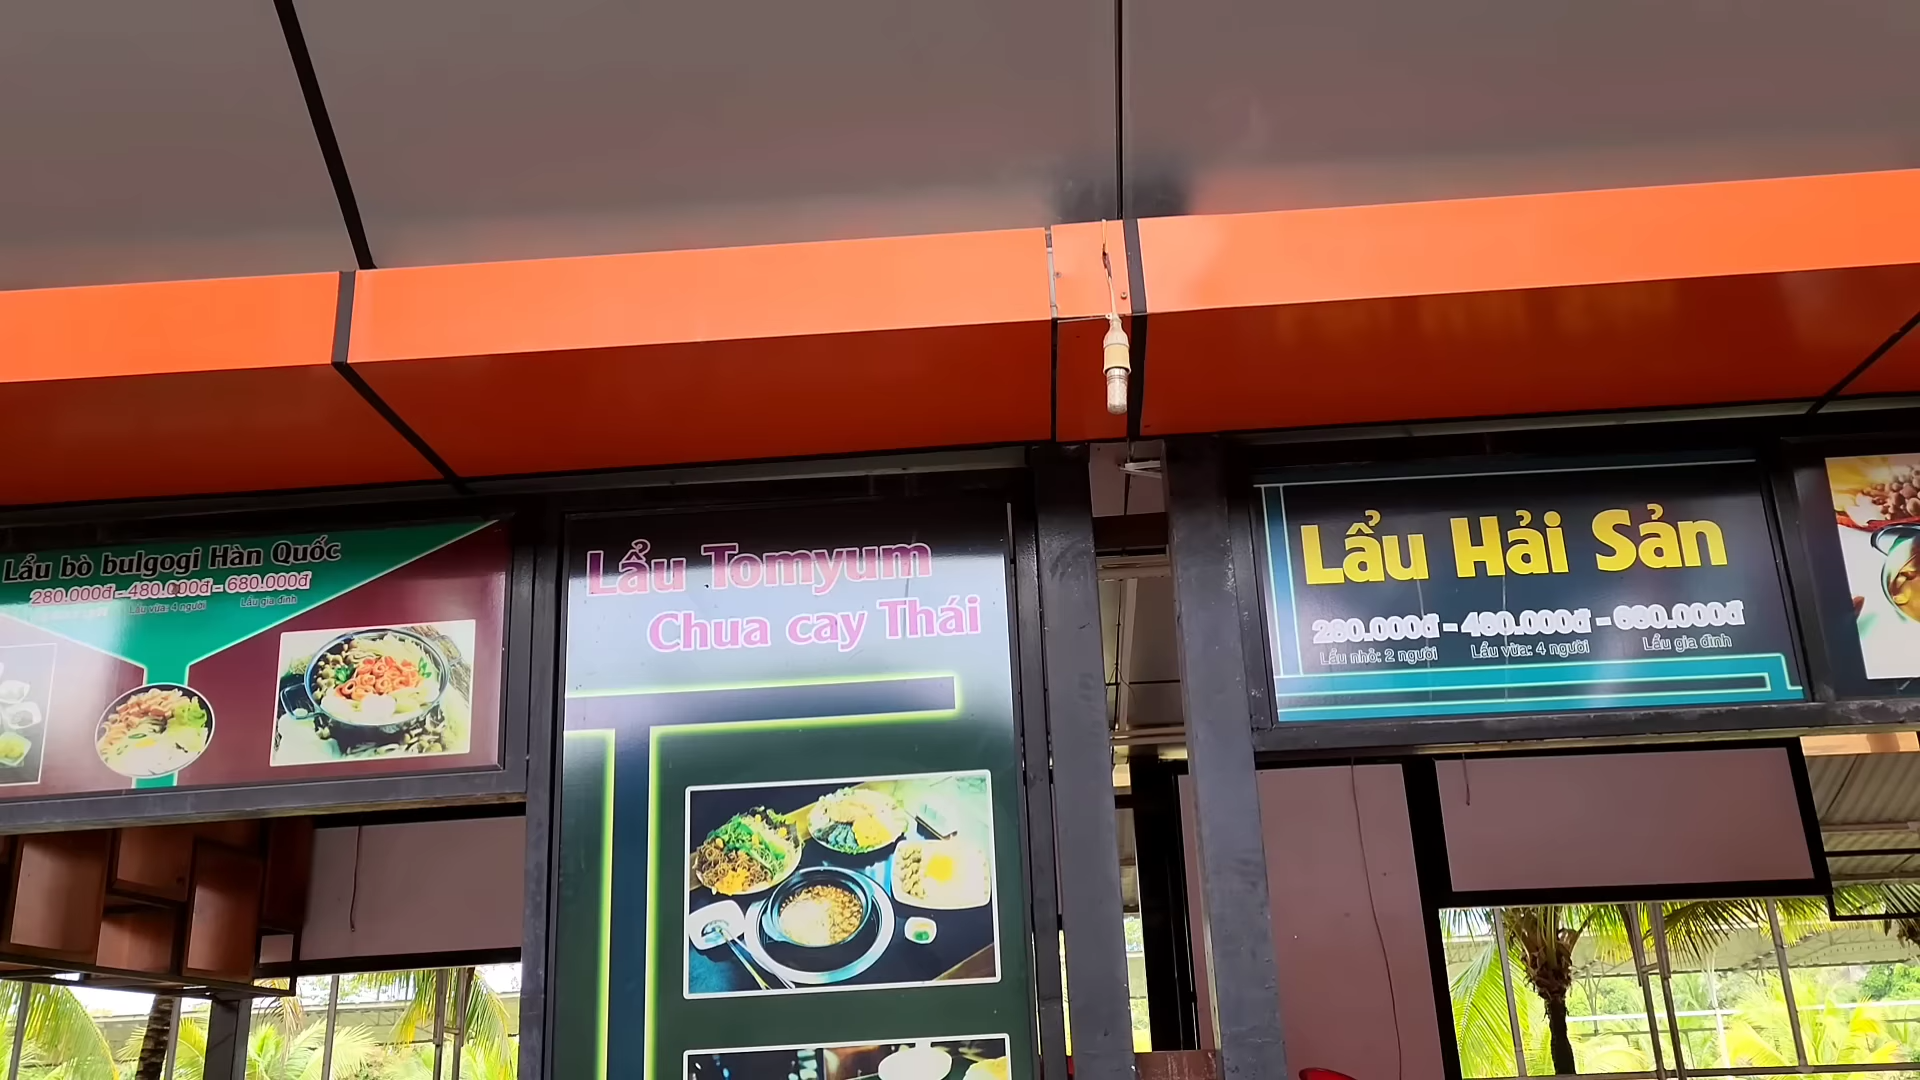 Lẩu bò bulgogi Hàn Quốc
280.000đ - 480.000đ - 680.000đ
Lẩu vừa: 4 người Lẩu gia đình
Lẩu Tomyum
Chua cay Thái
Lẩu Hải Sản
280.000đ - 480.000đ - 680.000đ
Lẩu nhỏ: 2 người Lẩu vừa: 4 người Lẩu gia đình